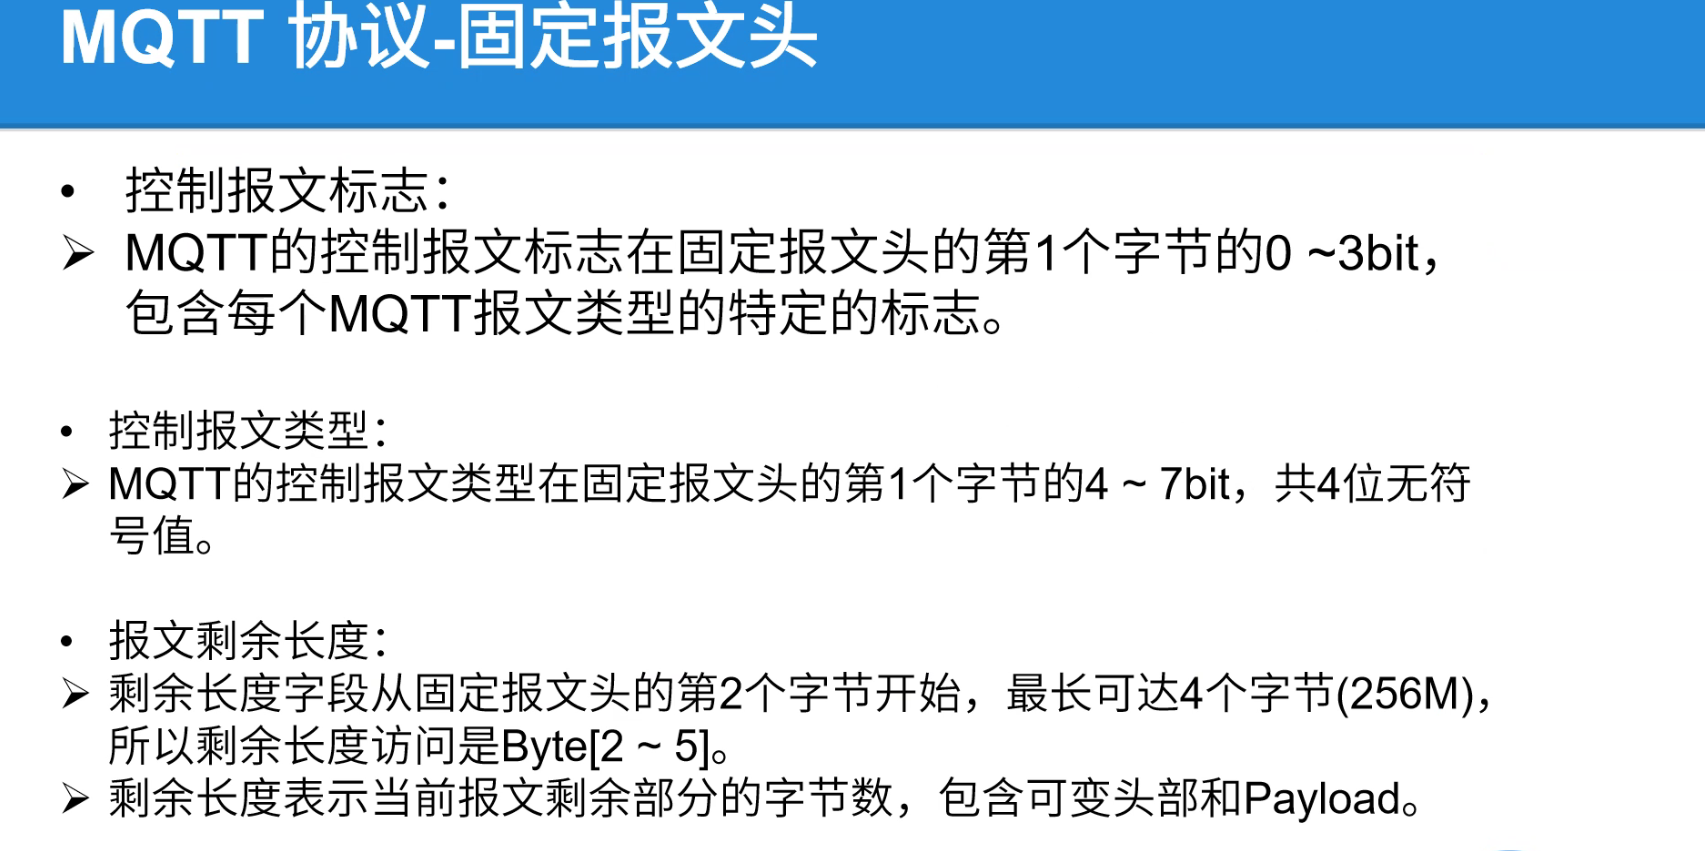 MQTT 协议-固定报文头
• 控制报文标志：
➢ MQTT的控制报文标志在固定报文头的第1个字节的0 ~3bit，
包含每个MQTT报文类型的特定的标志。
• 控制报文类型：
➢ MQTT的控制报文类型在固定报文头的第1个字节的4 ~ 7bit，共4位无符
号值。
• 报文剩余长度：
➢ 剩余长度字段从固定报文头的第2个字节开始，最长可达4个字节(256M)，
所以剩余长度访问是Byte[2 ~ 5]。
➢ 剩余长度表示当前报文剩余部分的字节数，包含可变头部和Payload。